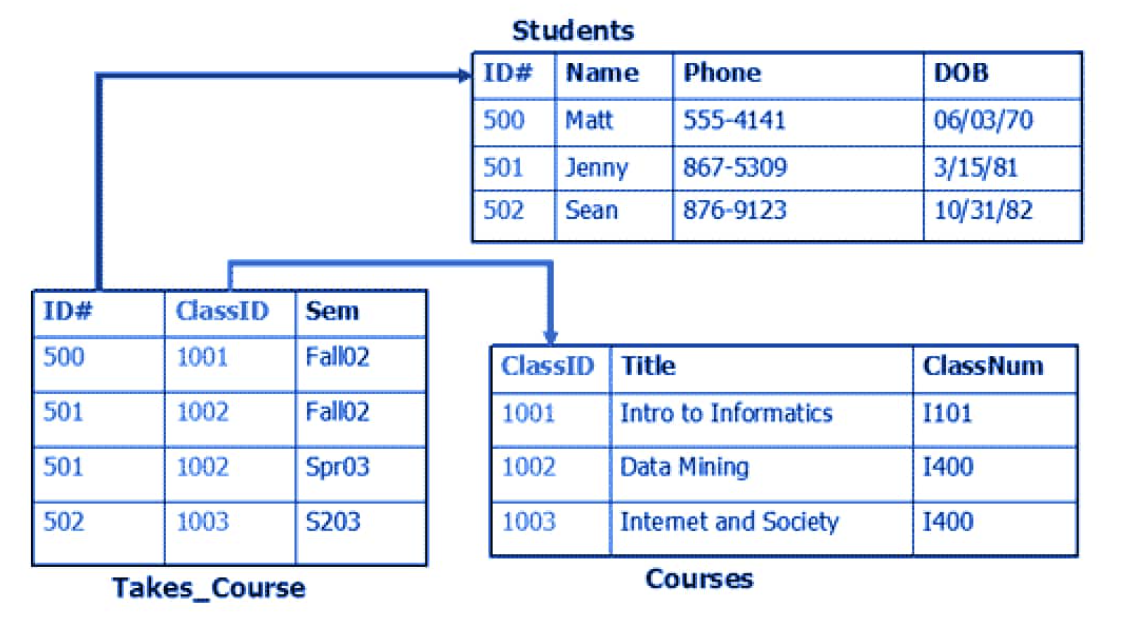 Students
ID# Name Phone DOB
500 Matt 555-4141 06/03/70
501 Jenny 867-5309 3/15/81
502 Sean 876-9123 10/31/82
ID# ClassID Sem
500 1001 Fall02
501 1002 Fall02
501 1002 Spr03
502 1003 S203
Takes_Course
ClassID Title ClassNum
1001 Intro to Informatics I101
1002 Data Mining I400
1003 Internet and Society I400
Courses